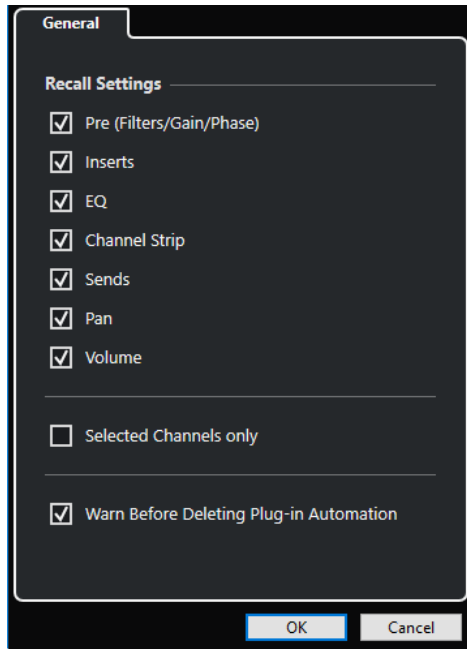 General
Recall Settings
Pre (Filters/Gain/Phase)
Inserts
EQ
Channel Strip
Sends
Pan
Volume
Selected Channels only
Warn Before Deleting Plug-in Automation
OK Cancel